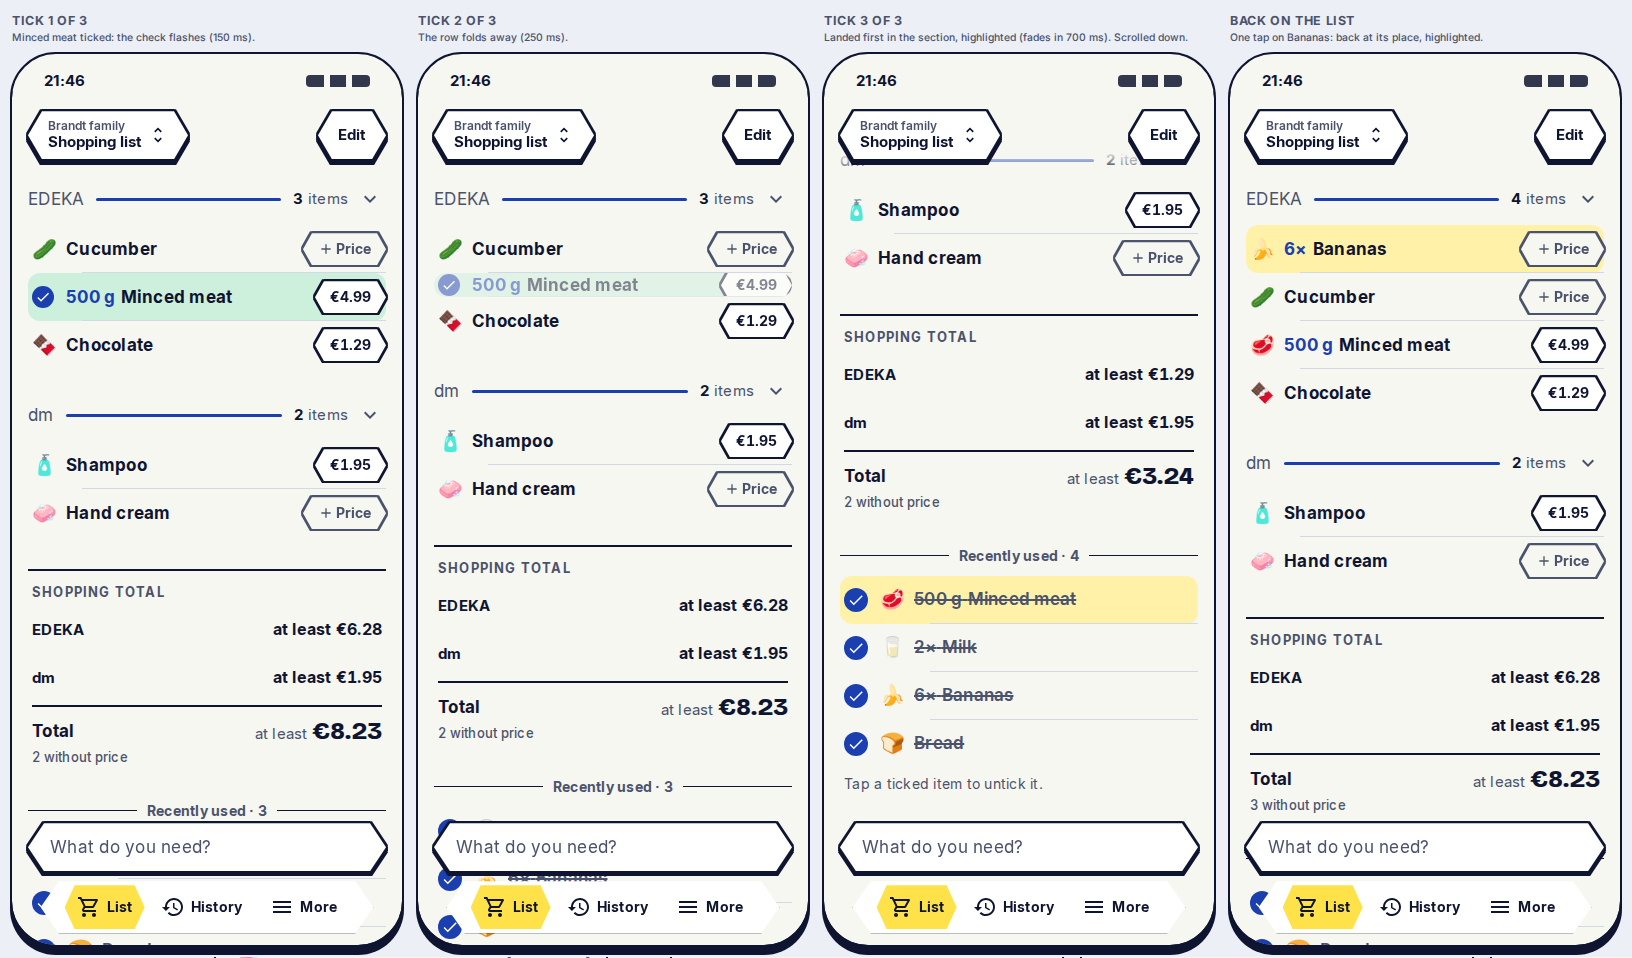 TICK 1 OF 3
Minced meat ticked: the check flashes (150 ms).
21:46
Brandt family
Shopping list
Edit
EDEKA 3 items
Cucumber + Price
500 g Minced meat €4.99
Chocolate €1.29
dm 2 items
Shampoo €1.95
Hand cream + Price
SHOPPING TOTAL
EDEKA at least €6.28
dm at least €1.95
Total at least €8.23
2 without price
Recently used · 3
What do you need?
List History More
TICK 2 OF 3
The row folds away (250 ms).
21:46
Brandt family
Shopping list
Edit
EDEKA 3 items
Cucumber + Price
500 g Minced meat €4.99
Chocolate €1.29
dm 2 items
Shampoo €1.95
Hand cream + Price
SHOPPING TOTAL
EDEKA at least €6.28
dm at least €1.95
Total at least €8.23
2 without price
Recently used · 3
What do you need?
6× Bananas
List History More
TICK 3 OF 3
Landed first in the section, highlighted (fades in 700 ms). Scrolled down.
21:46
Brandt family
Shopping list
Edit
2
Shampoo €1.95
Hand cream + Price
SHOPPING TOTAL
EDEKA at least €1.29
dm at least €1.95
Total at least €3.24
2 without price
Recently used · 4
500 g Minced meat
2× Milk
6× Bananas
Bread
Tap a ticked item to untick it.
What do you need?
List History More
BACK ON THE LIST
One tap on Bananas: back at its place, highlighted.
21:46
Brandt family
Shopping list
Edit
EDEKA 4 items
6× Bananas + Price
Cucumber + Price
500 g Minced meat €4.99
Chocolate €1.29
dm 2 items
Shampoo €1.95
Hand cream + Price
SHOPPING TOTAL
EDEKA at least €6.28
dm at least €1.95
Total at least €8.23
3 without price
What do you need?
List History More